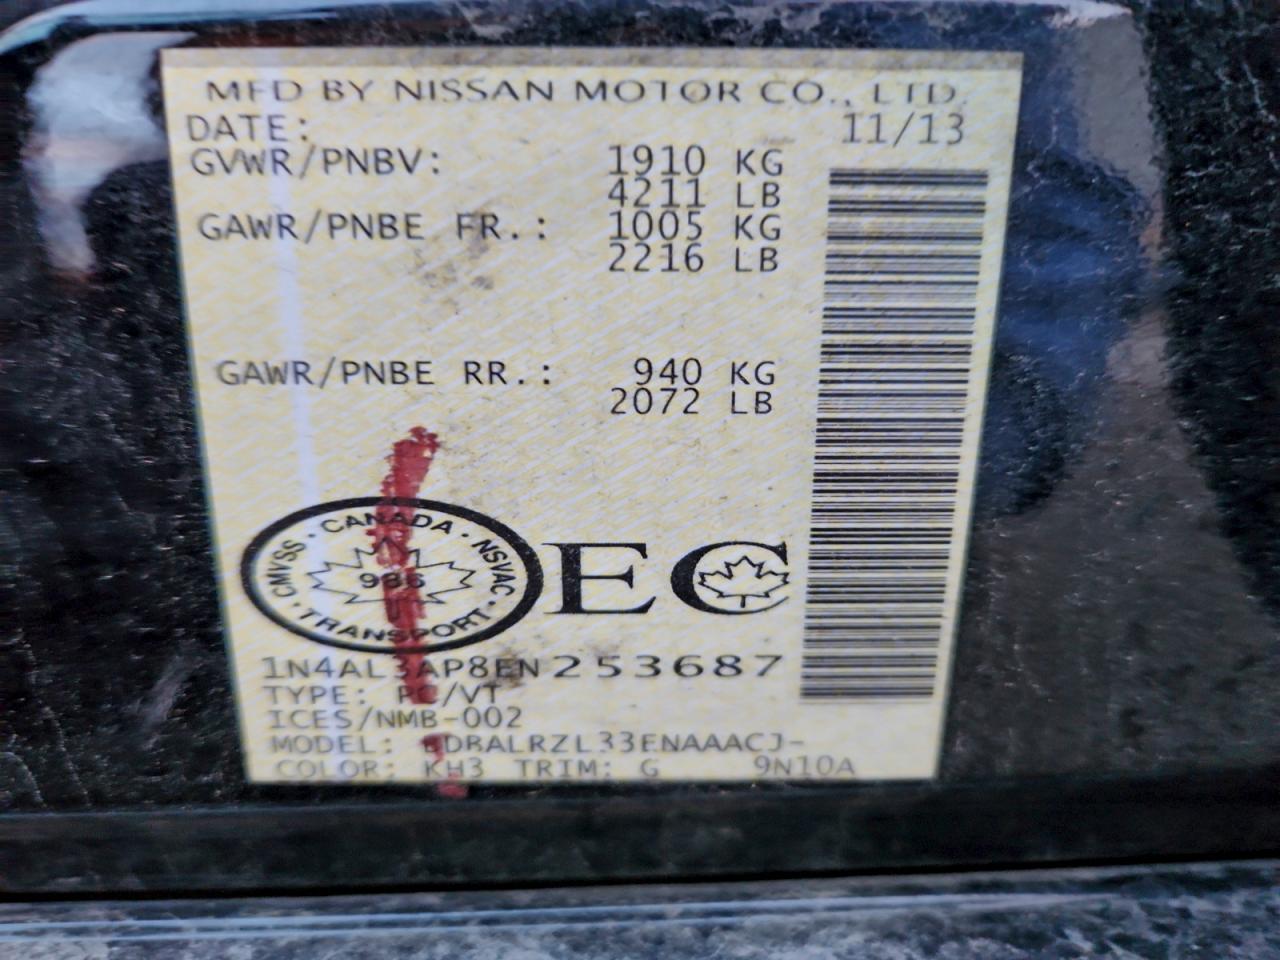 MFD BY NISSAN MOTOR CO., LTD.
DATE: 11/13
GVWR/PNBV: 1910 KG
4211 LB
GAWR/PNBE FR.: 1005 KG
2216 LB
GAWR/PNBE RR.: 940 KG
2072 LB
CANADA
CMVSS · NSVAC
986
TRANSPORT
EC
1N4AL3AP8EN253687
TYPE: PC/VT
ICES/NMB-002
MODEL: BDBALRZL33ENAAACJ-
COLOR: KH3 TRIM: G 9N10A